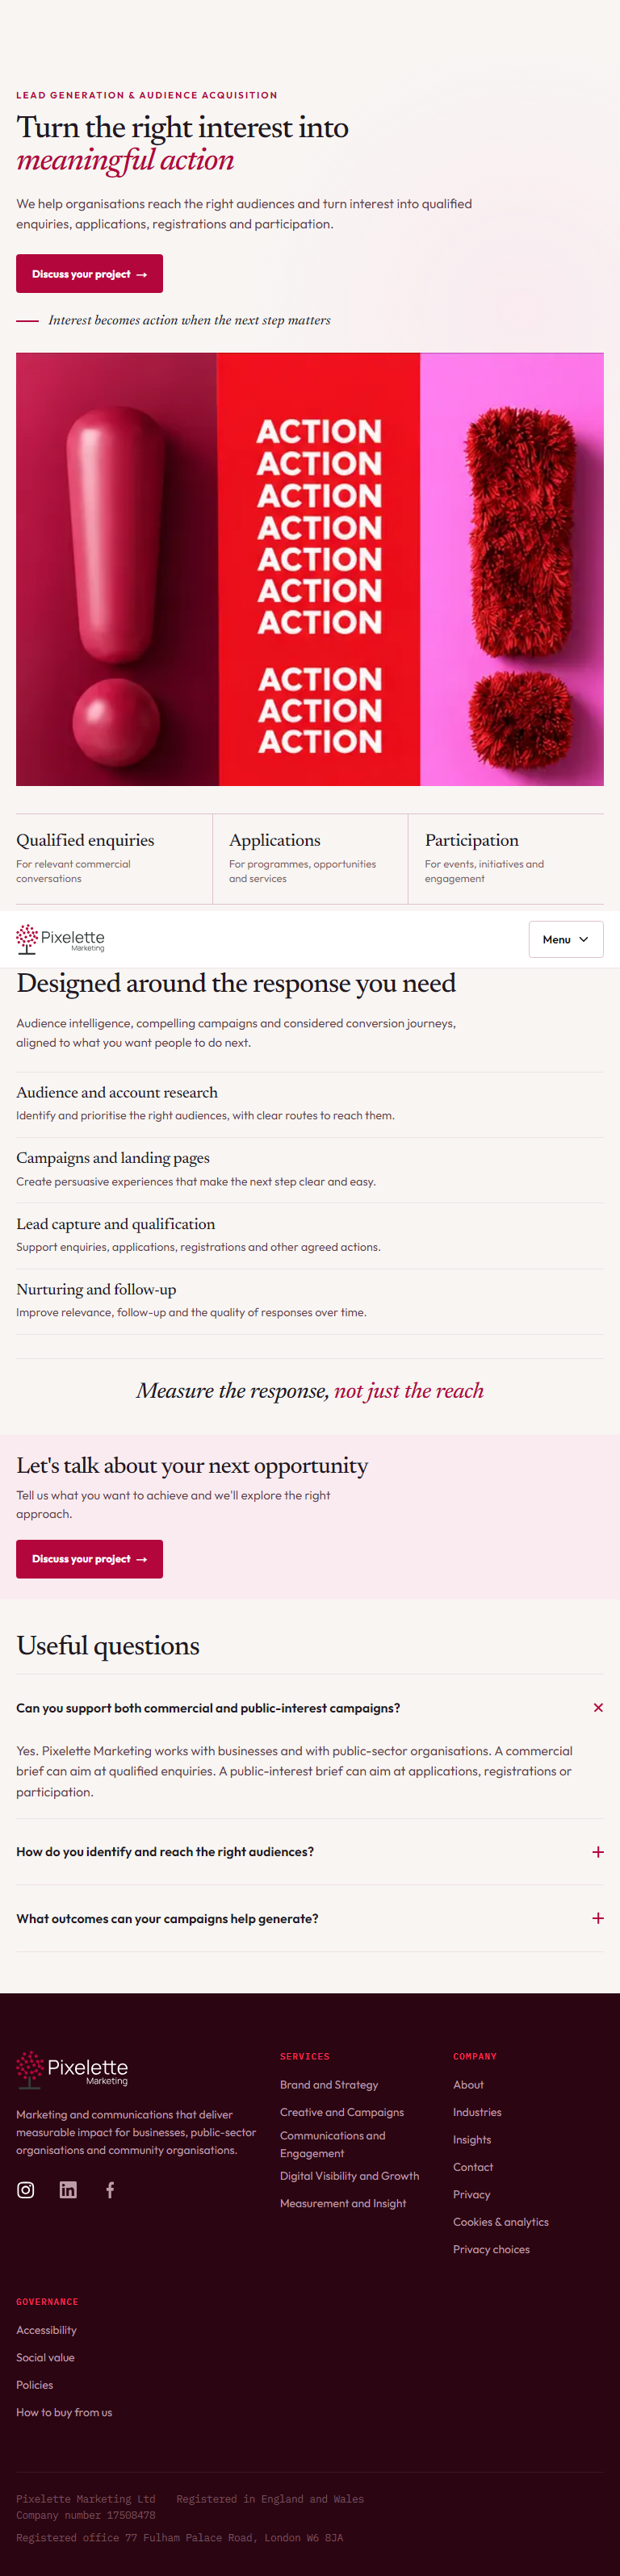 LEAD GENERATION & AUDIENCE ACQUISITION
Turn the right interest into
meaningful action
We help organisations reach the right audiences and turn interest into qualified
enquiries, applications, registrations and participation.
Discuss your project →
Interest becomes action when the next step matters
ACTION
ACTION
ACTION
ACTION
ACTION
ACTION
ACTION
ACTION
ACTION
ACTION
Qualified enquiries
For relevant commercial
conversations
Applications
For programmes, opportunities
and services
Participation
For events, initiatives and
engagement
Pixelette
Marketing
Menu
Designed around the response you need
Audience intelligence, compelling campaigns and considered conversion journeys,
aligned to what you want people to do next.
Audience and account research
Identify and prioritise the right audiences, with clear routes to reach them.
Campaigns and landing pages
Create persuasive experiences that make the next step clear and easy.
Lead capture and qualification
Support enquiries, applications, registrations and other agreed actions.
Nurturing and follow-up
Improve relevance, follow-up and the quality of responses over time.
Measure the response, not just the reach
Let's talk about your next opportunity
Tell us what you want to achieve and we'll explore the right
approach.
Discuss your project →
Useful questions
Can you support both commercial and public-interest campaigns?
Yes. Pixelette Marketing works with businesses and with public-sector organisations. A commercial
brief can aim at qualified enquiries. A public-interest brief can aim at applications, registrations or
participation.
How do you identify and reach the right audiences?
What outcomes can your campaigns help generate?
Pixelette
Marketing
Marketing and communications that deliver
measurable impact for businesses, public-sector
organisations and community organisations.
SERVICES
Brand and Strategy
Creative and Campaigns
Communications and
Engagement
Digital Visibility and Growth
Measurement and Insight
COMPANY
About
Industries
Insights
Contact
Privacy
Cookies & analytics
Privacy choices
GOVERNANCE
Accessibility
Social value
Policies
How to buy from us
Pixelette Marketing Ltd Registered in England and Wales
Company number 17508478
Registered office 77 Fulham Palace Road, London W6 8JA